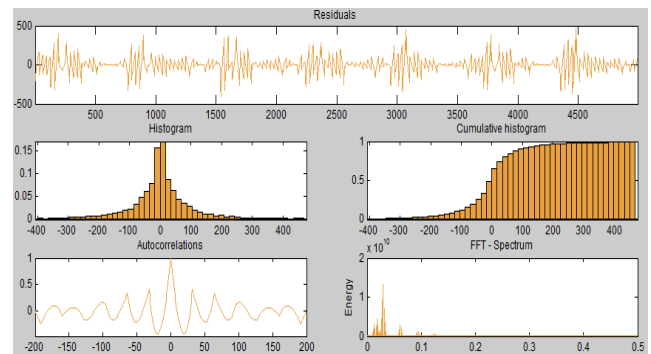 Residuals
500
0
-500
500 1000 1500 2000 2500 3000 3500 4000 4500
Histogram
Cumulative histogram
0.15
0.1
0.05
0
-400 -300 -200 -100 0 100 200 300 400
1
0.5
0
-400 -300 -200 -100 0 100 200 300 400
Autocorrelations
FFT - Spectrum
1
0.5
0
-200 -150 -100 -50 0 50 100 150 200
x 10^10
Energy
2
1
0
0 0.1 0.2 0.3 0.4 0.5